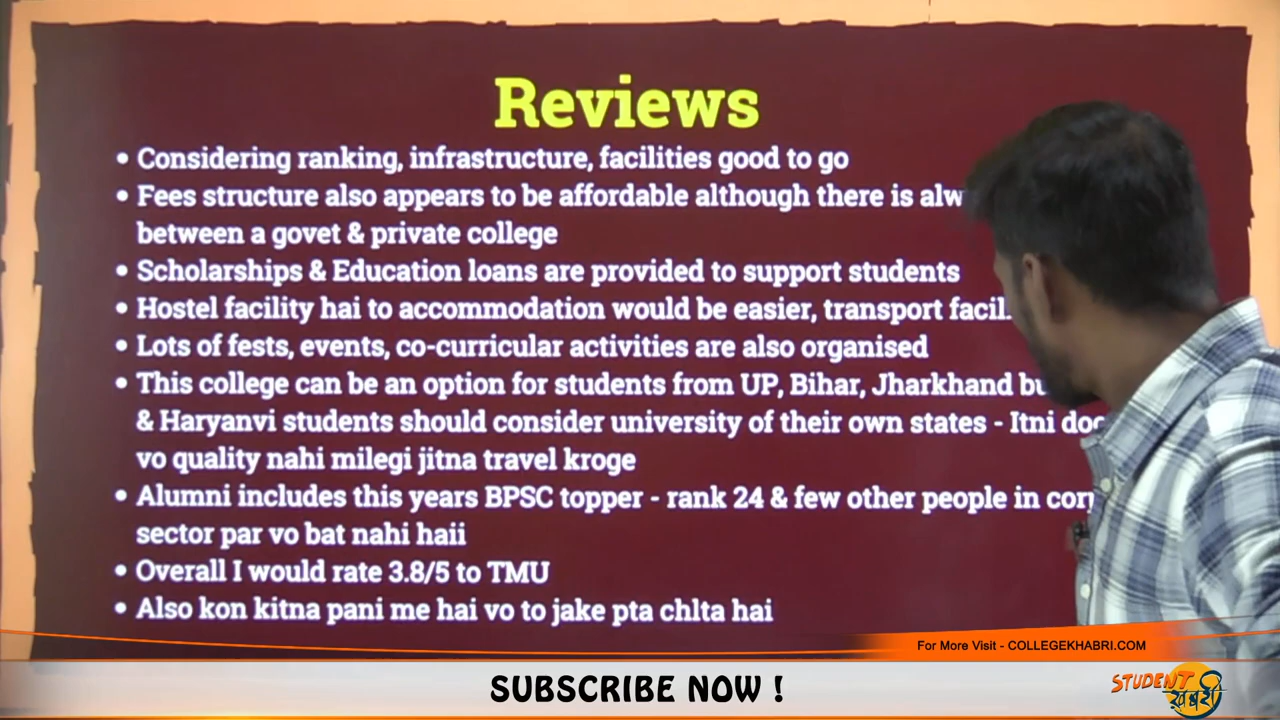 Reviews
• Considering ranking, infrastructure, facilities good to go
• Fees structure also appears to be affordable although there is
between a govet & private college
• Scholarships & Education loans are provided to support students
• Hostel facility hai to accommodation would be easier, transport
• Lots of fests, events, co-curricular activities are also organised
• This college can be an option for students from UP, Bihar, Jharkhand
& Haryanvi students should consider university of their own states - Itni
vo quality nahi milegi jitna travel kroge
• Alumni includes this years BPSC topper - rank 24 & few other people in
sector par vo bat nahi haii
• Overall I would rate 3.8/5 to TMU
• Also kon kitna pani me hai vo to jake pta chlta hai
For More Visit - COLLEGEKHABRI.COM
SUBSCRIBE NOW !
STUDENT
खबरी